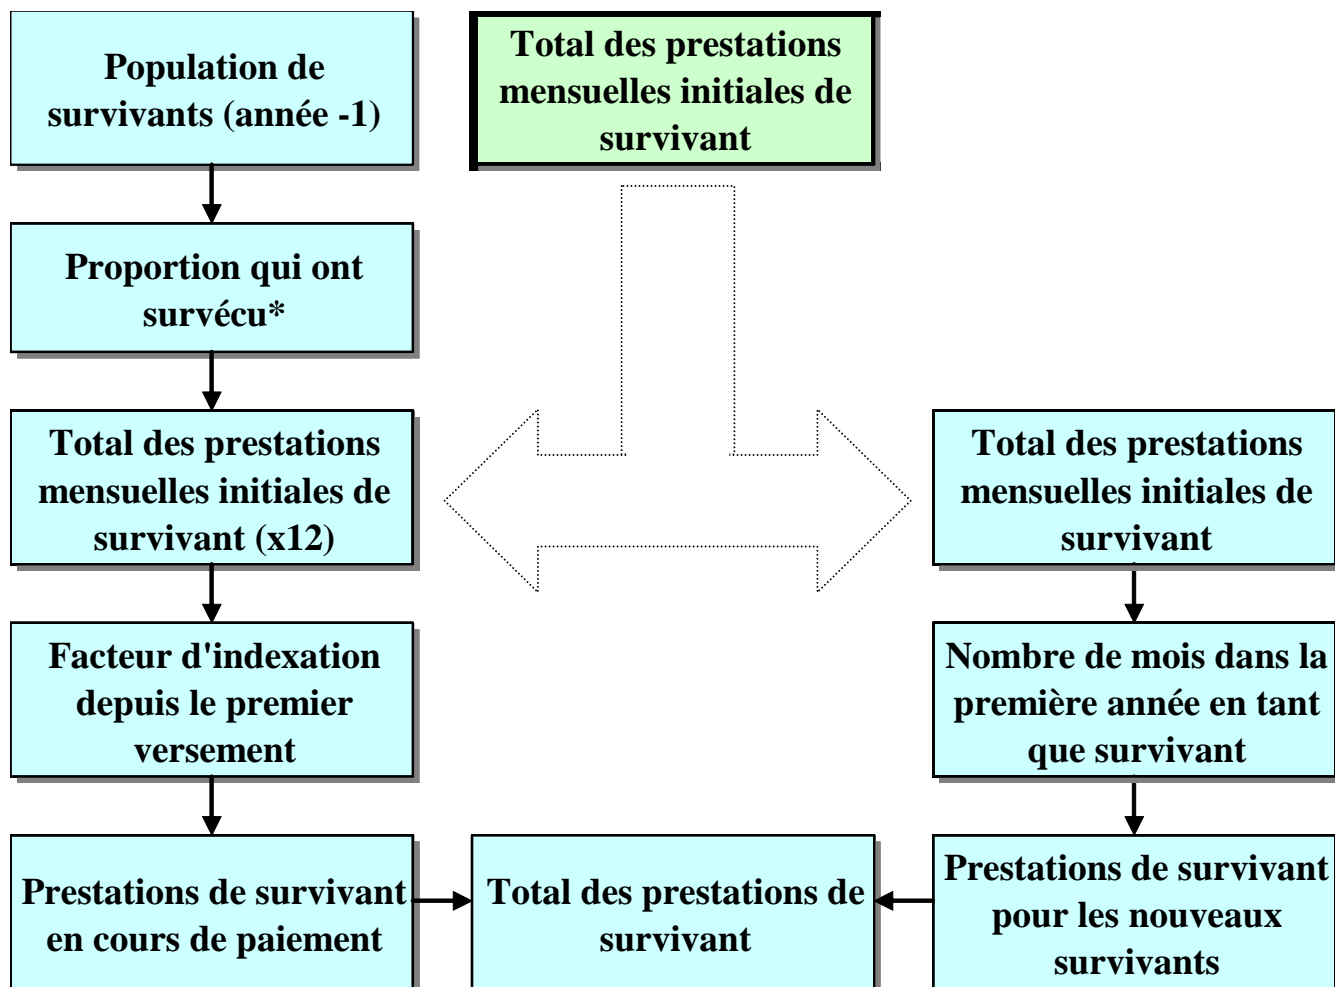 Population de
survivants (année -1)
Total des prestations
mensuelles initiales de
survivant
Proportion qui ont
survécu*
Total des prestations
mensuelles initiales de
survivant (x12)
Total des prestations
mensuelles initiales de
survivant
Facteur d'indexation
depuis le premier
versement
Nombre de mois dans la
première année en tant
que survivant
Prestations de survivant
en cours de paiement
Total des prestations de
survivant
Prestations de survivant
pour les nouveaux
survivants